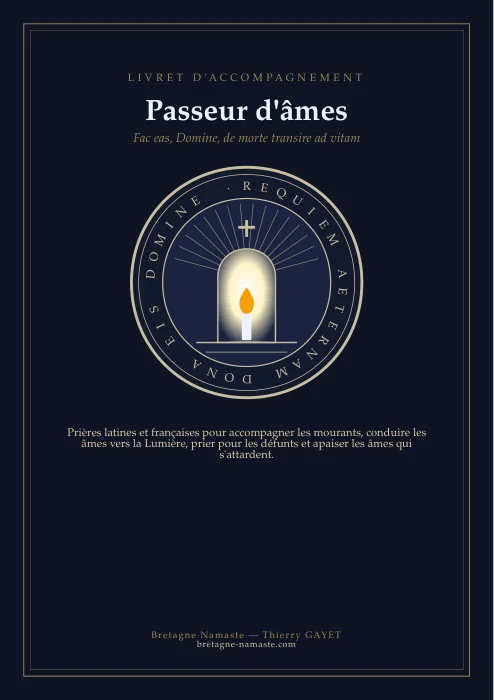 LIVRET D'ACCOMPAGNEMENT
Passeur d'âmes
Fac eas, Domine, de morte transire ad vitam
· REQUIEM AETERNAM DONA EIS DOMINE
Prières latines et françaises pour accompagner les mourants, conduire les
âmes vers la Lumière, prier pour les défunts et apaiser les âmes qui
s'attardent.
Bretagne Namaste — Thierry GAYET
bretagne-namaste.com